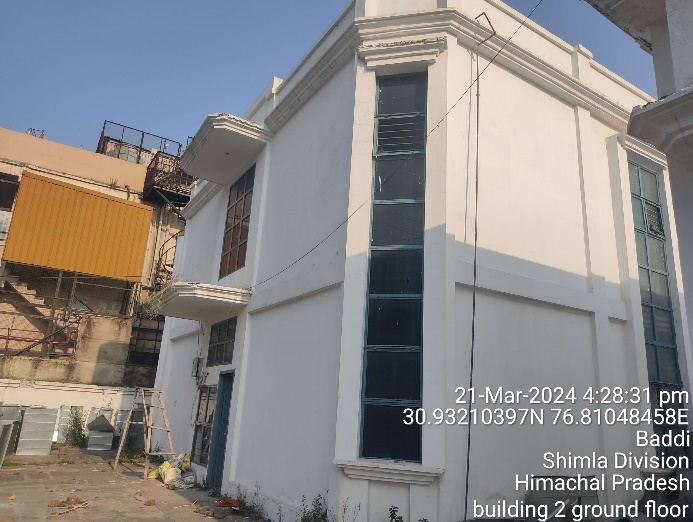 21-Mar-2024 4:28:31 pm
30.93210397N 76.81048458E
Baddi
Shimla Division
Himachal Pradesh
building 2 ground floor